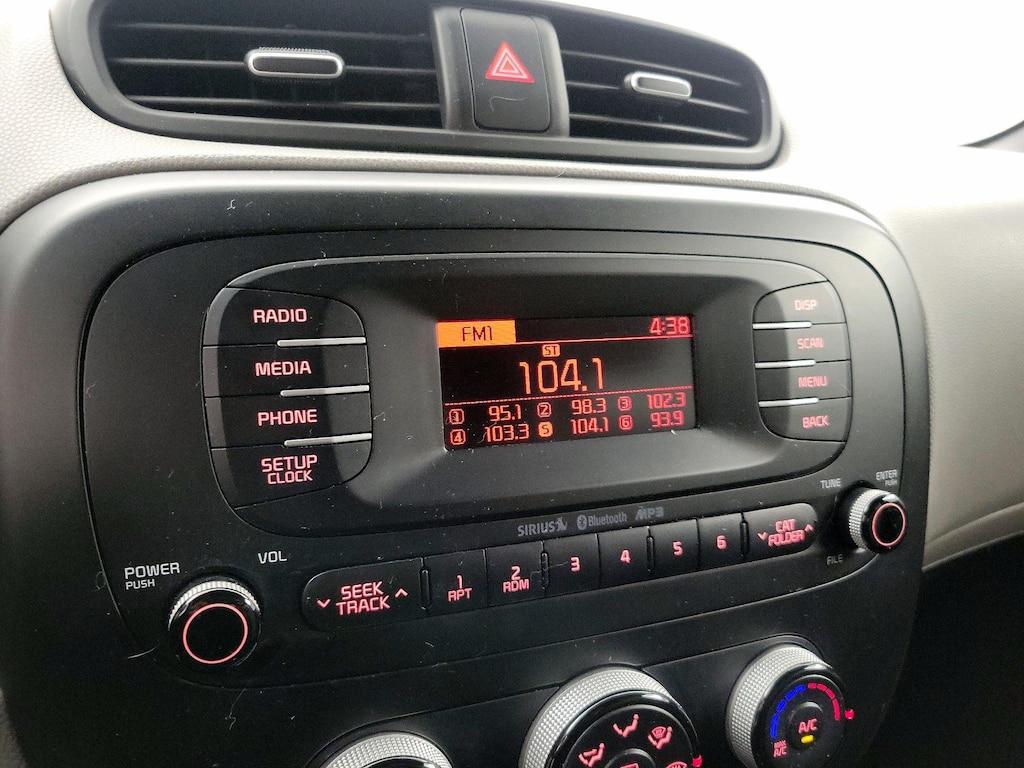 RADIO
MEDIA
PHONE
SETUP
CLOCK
FM1 4:38
ST
104.1
1 95.1 2 98.3 3 102.3
4 103.3 5 104.1 6 93.9
DISP
SCAN
MENU
BACK
SIRIUS Bluetooth MP3
TUNE
ENTER
PUSH
FILE
POWER
PUSH
VOL
SEEK
TRACK
1
RPT
2
RDM
3
4
5
6
CAT
FOLDER
A/C
MAX
A/C